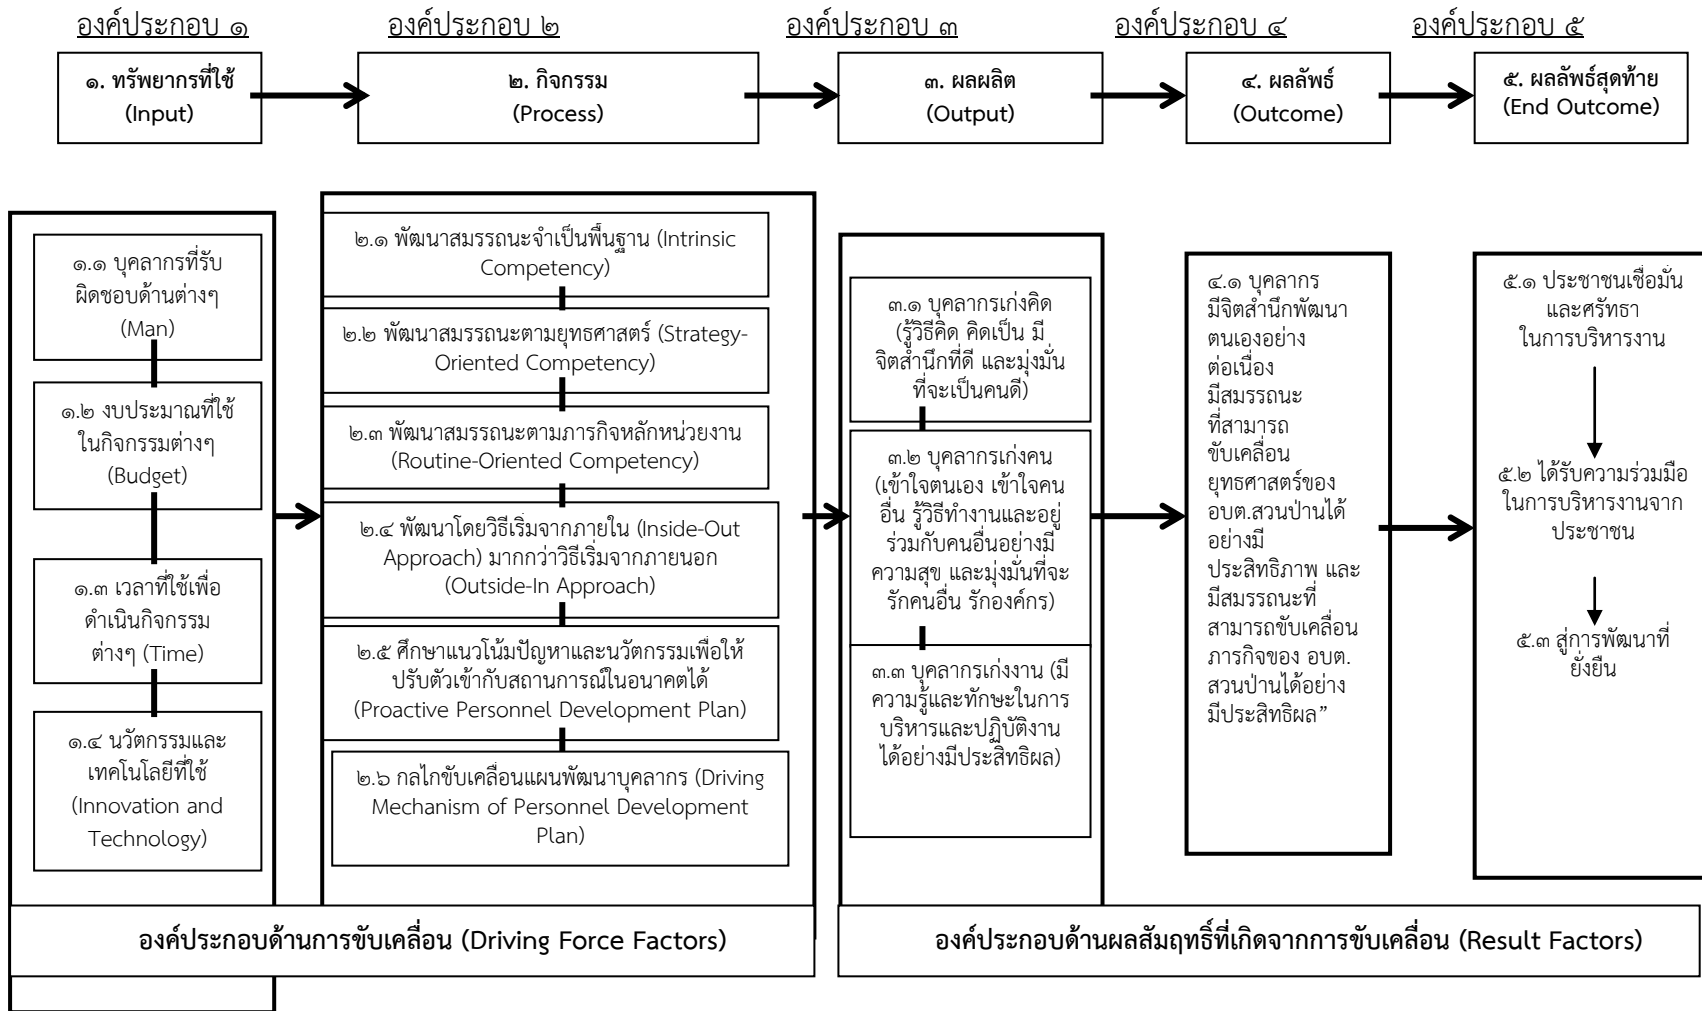 องค์ประกอบ ๑
องค์ประกอบ ๒
องค์ประกอบ ๓
องค์ประกอบ ๔
องค์ประกอบ ๕
๑. ทรัพยากรที่ใช้
(Input)
๒. กิจกรรม
(Process)
๓. ผลผลิต
(Output)
๔. ผลลัพธ์
(Outcome)
๕. ผลลัพธ์สุดท้าย
(End Outcome)
๑.๑ บุคลากรที่รับ
ผิดชอบด้านต่างๆ
(Man)
๑.๒ งบประมาณที่ใช้
ในกิจกรรมต่างๆ
(Budget)
๑.๓ เวลาที่ใช้เพื่อ
ดำเนินกิจกรรม
ต่างๆ (Time)
๑.๔ นวัตกรรมและ
เทคโนโลยีที่ใช้
(Innovation and
Technology)
๒.๑ พัฒนาสมรรถนะจำเป็นพื้นฐาน (Intrinsic
Competency)
๒.๒ พัฒนาสมรรถนะตามยุทธศาสตร์ (Strategy-
Oriented Competency)
๒.๓ พัฒนาสมรรถนะตามภารกิจหลักหน่วยงาน
(Routine-Oriented Competency)
๒.๔ พัฒนาโดยวิธีเริ่มจากภายใน (Inside-Out
Approach) มากกว่าวิธีเริ่มจากภายนอก
(Outside-In Approach)
๒.๕ ศึกษาแนวโน้มปัญหาและนวัตกรรมเพื่อให้
ปรับตัวเข้ากับสถานการณ์ในอนาคตได้
(Proactive Personnel Development Plan)
๒.๖ กลไกขับเคลื่อนแผนพัฒนาบุคลากร (Driving
Mechanism of Personnel Development
Plan)
๓.๑ บุคลากรเก่งคิด
(รู้วิธีคิด คิดเป็น มี
จิตสำนึกที่ดี และมุ่งมั่น
ที่จะเป็นคนดี)
๓.๒ บุคลากรเก่งคน
(เข้าใจตนเอง เข้าใจคน
อื่น รู้วิธีทำงานและอยู่
ร่วมกับคนอื่นอย่างมี
ความสุข และมุ่งมั่นที่จะ
รักคนอื่น รักองค์กร)
๓.๓ บุคลากรเก่งงาน (มี
ความรู้และทักษะในการ
บริหารและปฏิบัติงาน
ได้อย่างมีประสิทธิผล)
๔.๑ บุคลากร
มีจิตสำนึกพัฒนา
ตนเองอย่าง
ต่อเนื่อง
มีสมรรถนะ
ที่สามารถ
ขับเคลื่อน
ยุทธศาสตร์ของ
อบต.สวนป่านได้
อย่างมี
ประสิทธิภาพ และ
มีสมรรถนะที่
สามารถขับเคลื่อน
ภารกิจของ อบต.
สวนป่านได้อย่าง
มีประสิทธิผล”
๕.๑ ประชาชนเชื่อมั่น
และศรัทธา
ในการบริหารงาน
๕.๒ ได้รับความร่วมมือ
ในการบริหารงานจาก
ประชาชน
๕.๓ สู่การพัฒนาที่
ยั่งยืน
องค์ประกอบด้านการขับเคลื่อน (Driving Force Factors)
องค์ประกอบด้านผลสัมฤทธิ์ที่เกิดจากการขับเคลื่อน (Result Factors)